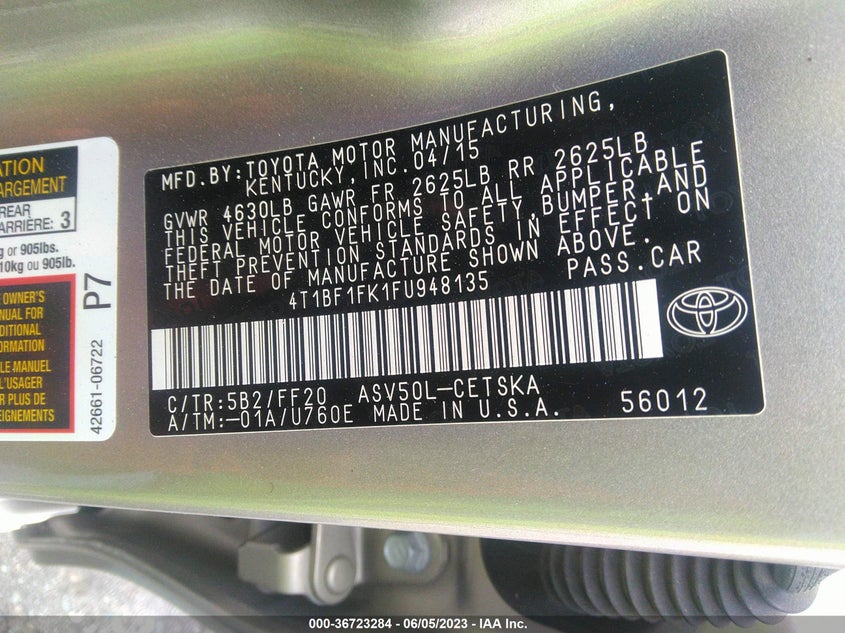 MFD.BY:TOYOTA MOTOR MANUFACTURING,
KENTUCKY, INC.04/15
GVWR 4630LB GAWR FR 2625LB RR 2625LB
THIS VEHICLE CONFORMS TO ALL APPLICABLE
FEDERAL MOTOR VEHICLE SAFETY,BUMPER,AND
THEFT PREVENTION STANDARDS IN EFFECT ON
THE DATE OF MANUFACTURE SHOWN ABOVE.
4T1BF1FK1FU948135 PASS.CAR
C/TR:5B2/FF20 ASV50L-CETSKA
A/TM:-01A/U760E MADE IN U.S.A. 56012
ATION
ARGEMENT
REAR
ARRIÈRE: 3
g or 905lbs.
10kg ou 905lb.
OWNER'S
NUAL FOR
DITIONAL
ORMATION
LE MANUEL
L'USAGER
R PLUS DE
EIGNEMENTS
P7
42661-06722
000-36723284 - 06/05/2023 - IAA Inc.